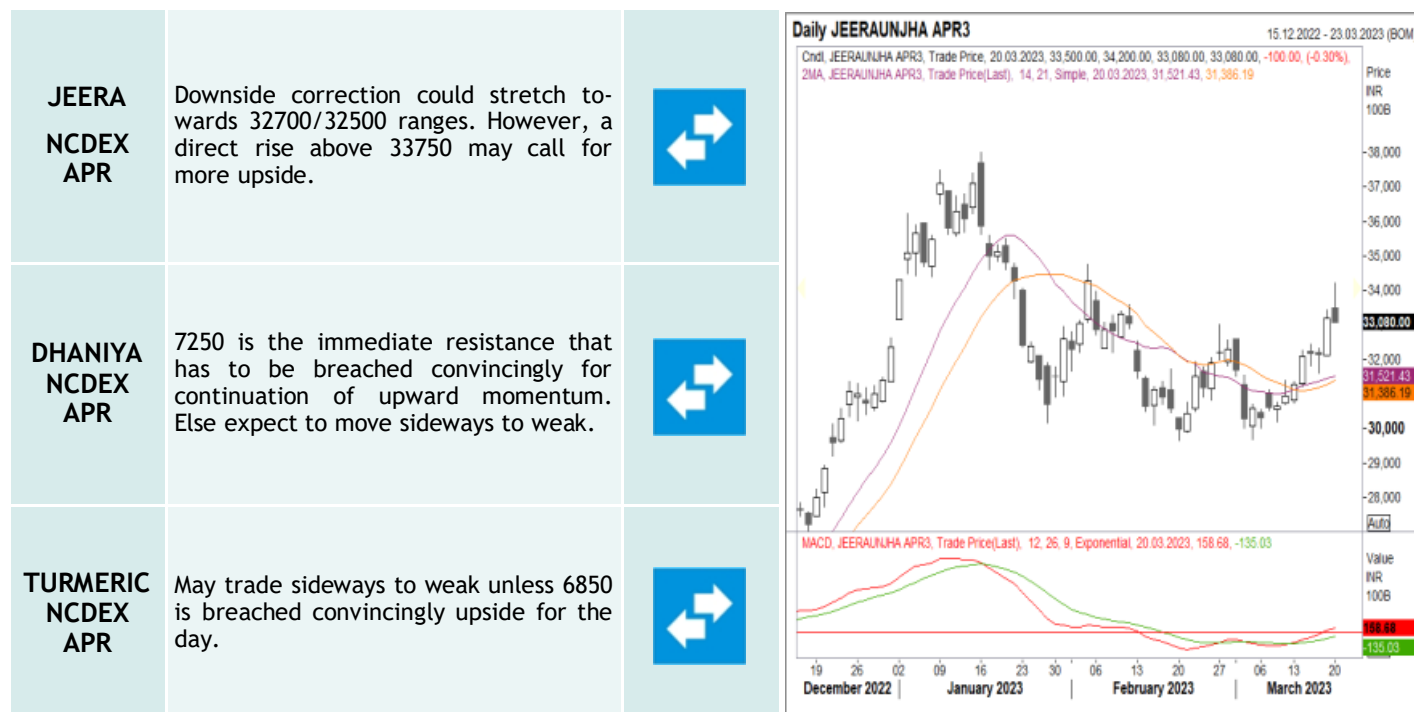 JEERA
NCDEX
APR
Downside correction could stretch to-
wards 32700/32500 ranges. However, a
direct rise above 33750 may call for
more upside.
DHANIYA
NCDEX
APR
7250 is the immediate resistance that
has to be breached convincingly for
continuation of upward momentum.
Else expect to move sideways to weak.
TURMERIC
NCDEX
APR
May trade sideways to weak unless 6850
is breached convincingly upside for the
day.
Daily JEERAUNJHA APR3
15.12.2022 - 23.03.2023 (BOM
Cndl, JEERAUNJHA APR3, Trade Price, 20.03.2023, 33,500.00, 34,200.00, 33,080.00, 33,080.00, -100.00, (-0.30%),
2MA, JEERAUNJHA APR3, Trade Price(Last), 14, 21, Simple, 20.03.2023, 31,521.43, 31,386.19
Price
INR
100B
38,000
37,000
36,000
35,000
34,000
33,080.00
32,000
31,521.43
31,386.19
30,000
29,000
28,000
Auto
MACD, JEERAUNJHA APR3, Trade Price(Last), 12, 26, 9, Exponential, 20.03.2023, 158.68, -135.03
Value
INR
100B
158.68
-135.03
19 26 02 09 16 23 30 06 13 20 27 06 13 20
December 2022 January 2023 February 2023 March 2023